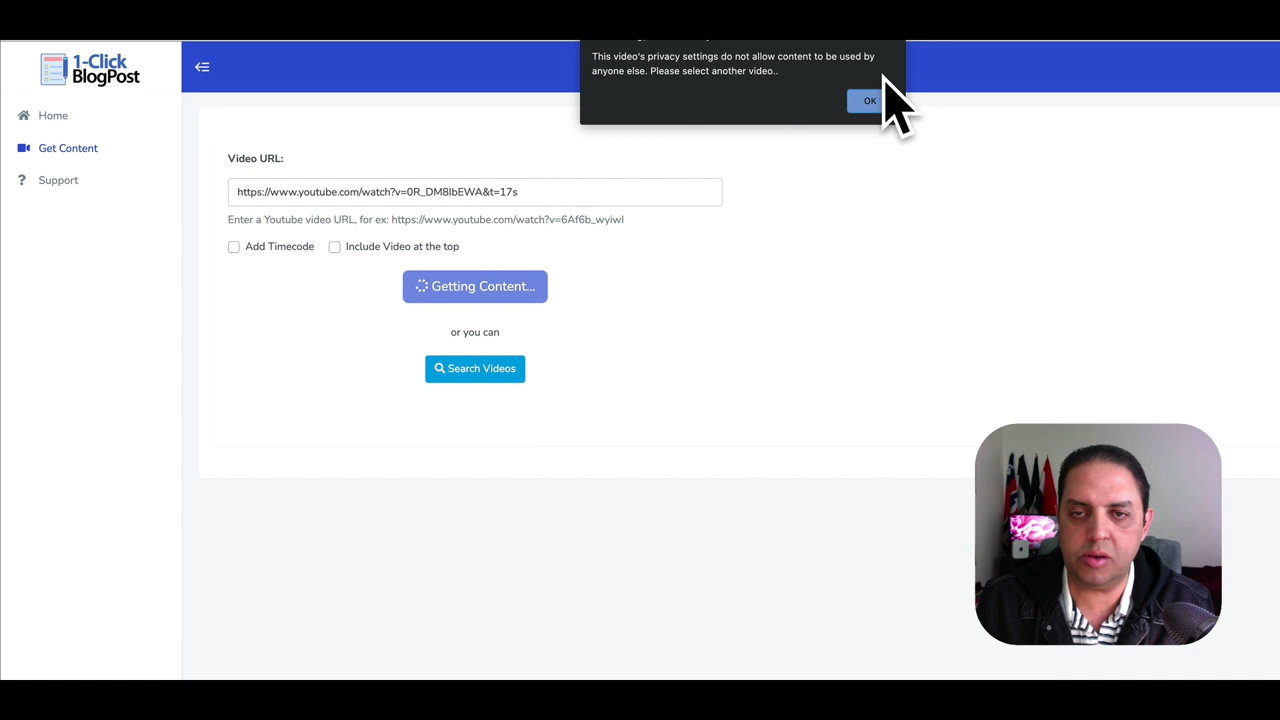 1-Click
BlogPost
Home
Get Content
Support
This video's privacy settings do not allow content to be used by
anyone else. Please select another video..
OK
Video URL:
https://www.youtube.com/watch?v=0R_DM8IbEWA&t=17s
Enter a Youtube video URL, for ex: https://www.youtube.com/watch?v=6Af6b_wyiwI
Add Timecode
Include Video at the top
Getting Content...
or you can
Search Videos